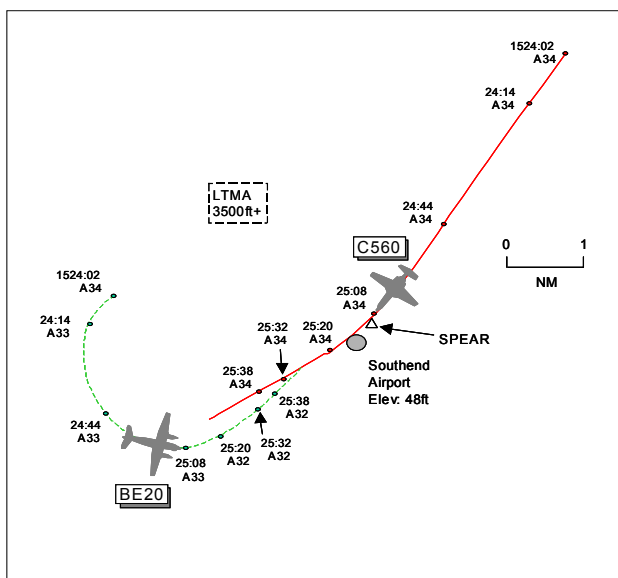 1524:02
A34
24:14
A34
LTMA
3500ft+
24:44
A34
C560
0
1
NM
1524:02
A34
25:08
A34
24:14
A33
25:32
A34
25:20
A34
SPEAR
Southend
Airport
Elev: 48ft
25:38
A34
25:38
A32
24:44
A33
25:32
A32
25:20
A32
25:08
A33
BE20